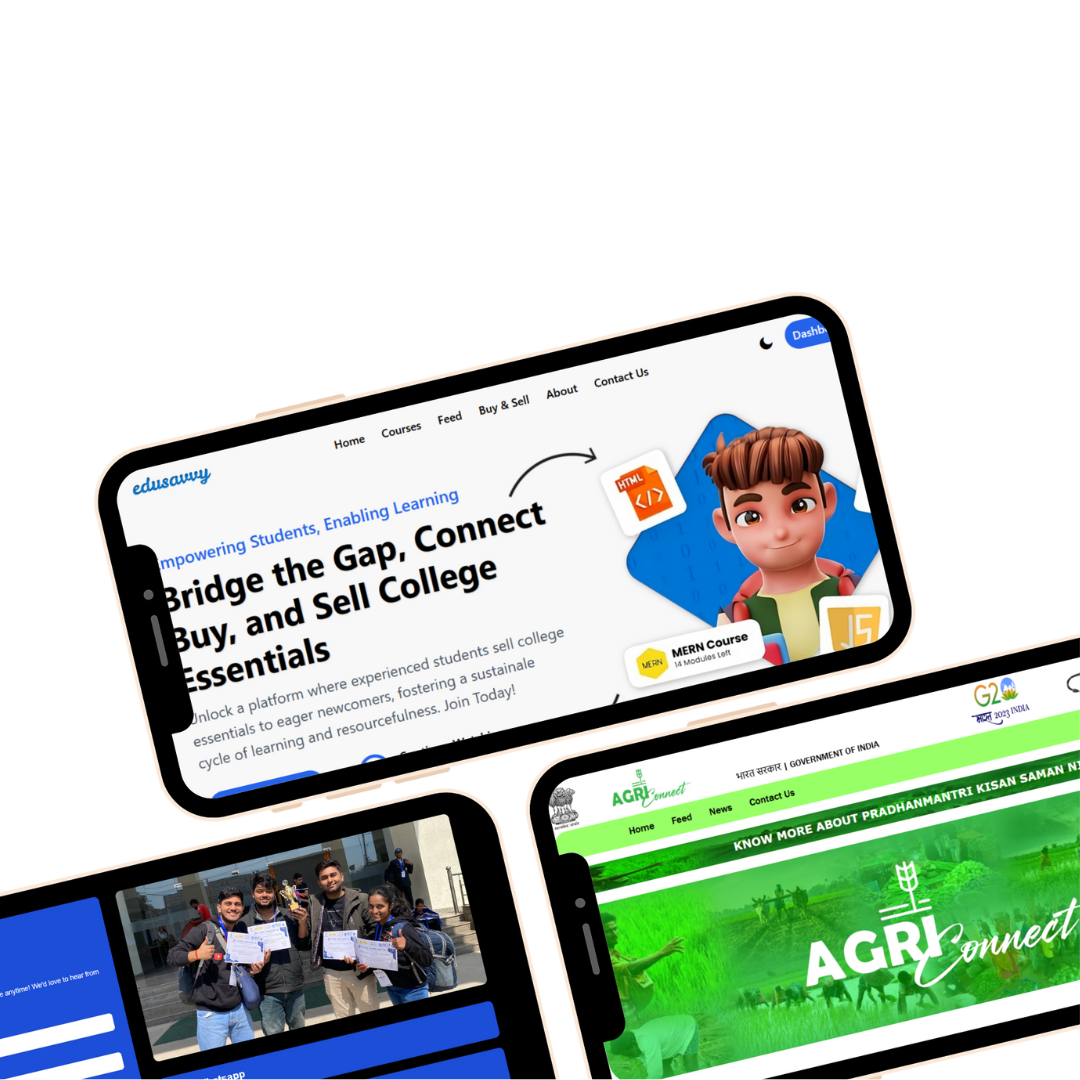 Dashb
Home Courses Feed Buy & Sell About Contact Us
edusavvy
mpowering Students, Enabling Learning
Bridge the Gap, Connect
Buy, and Sell College
Essentials
Unlock a platform where experienced students sell college
essentials to eager newcomers, fostering a sustainale
cycle of learning and resourcefulness. Join Today!
HTML
</>
JS
MERN
MERN Course
14 Modules Left
AGRI Connect
भारत सरकार | GOVERNMENT OF INDIA
G20
भारत 2023 INDIA
Home Feed News Contact Us
KNOW MORE ABOUT PRADHANMANTRI KISAN SAMAN NI
AGRI Connect
e anytime! We'd love to hear from
tsapp